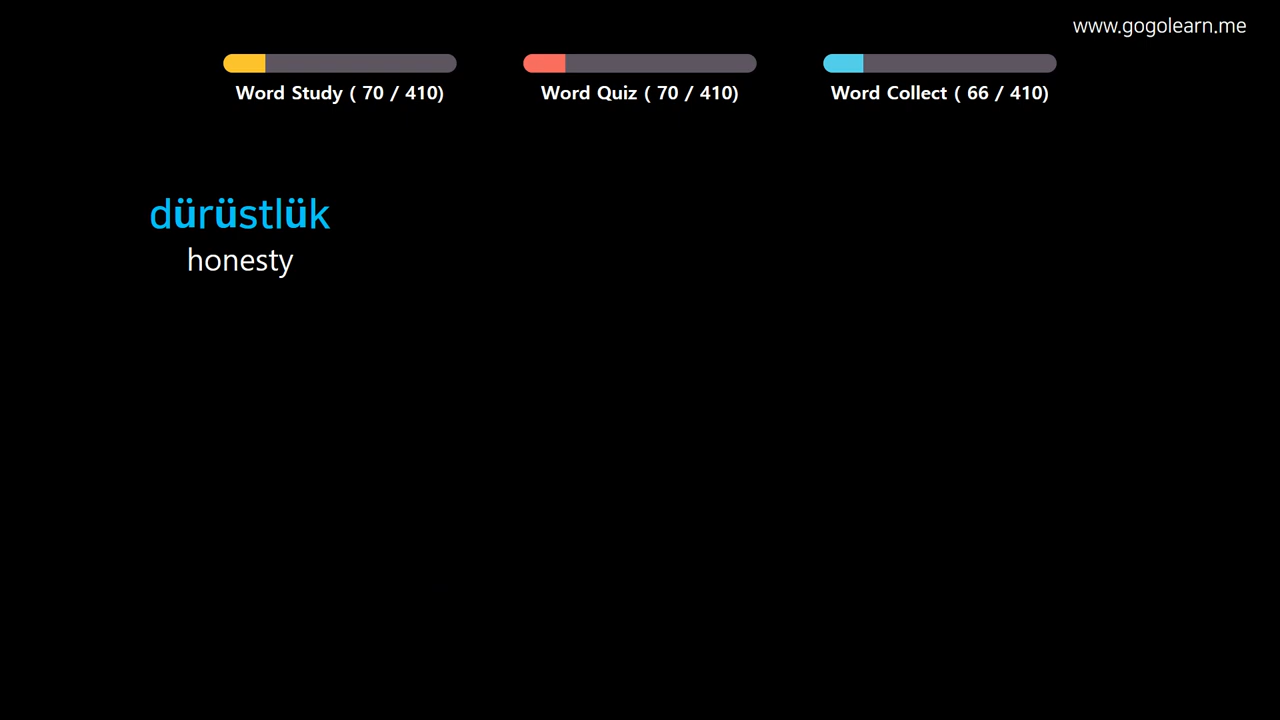 www.gogolearn.me
Word Study ( 70 / 410)
Word Quiz ( 70 / 410)
Word Collect ( 66 / 410)
dürüstlük
honesty